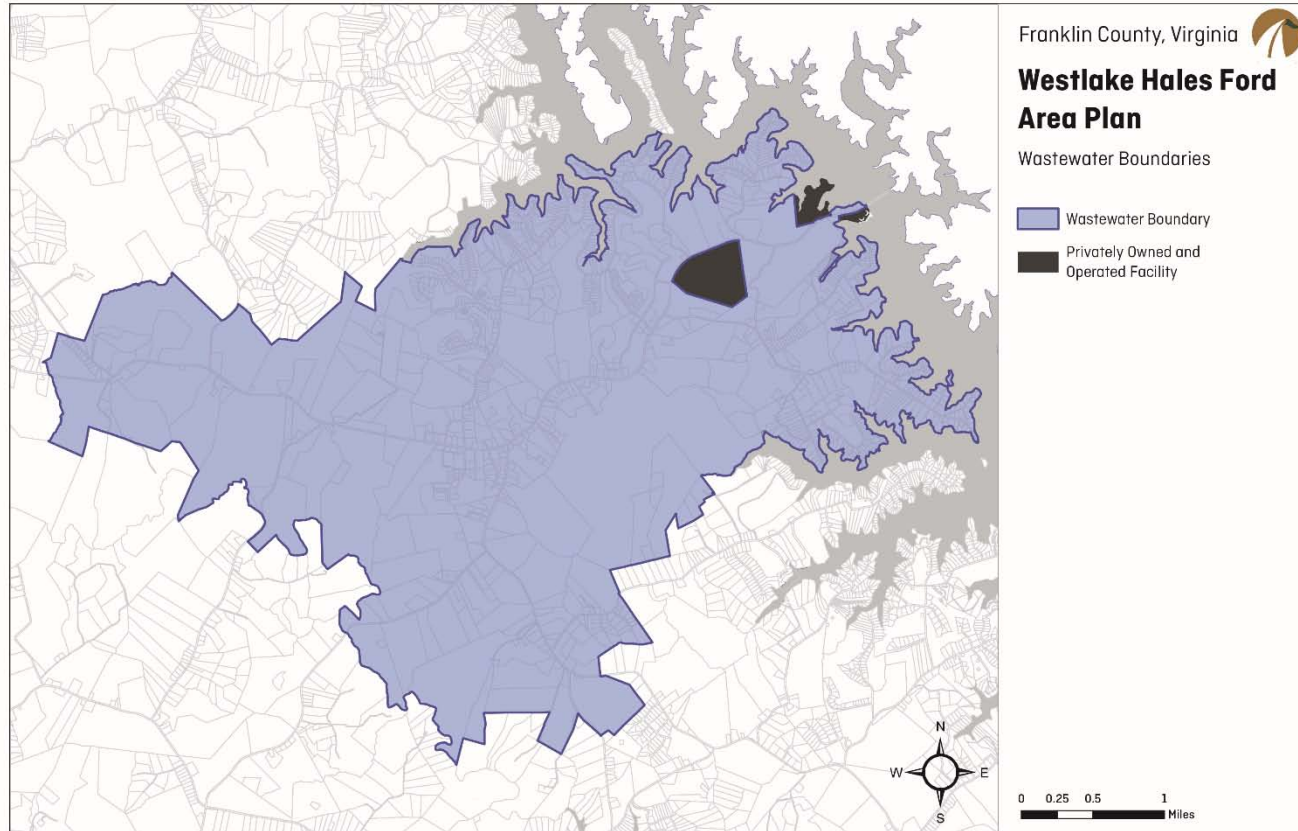 Franklin County, Virginia
Westlake Hales Ford
Area Plan
Wastewater Boundaries
Wastewater Boundary
Privately Owned and
Operated Facility
N
W E
S
0 0.25 0.5 1
Miles